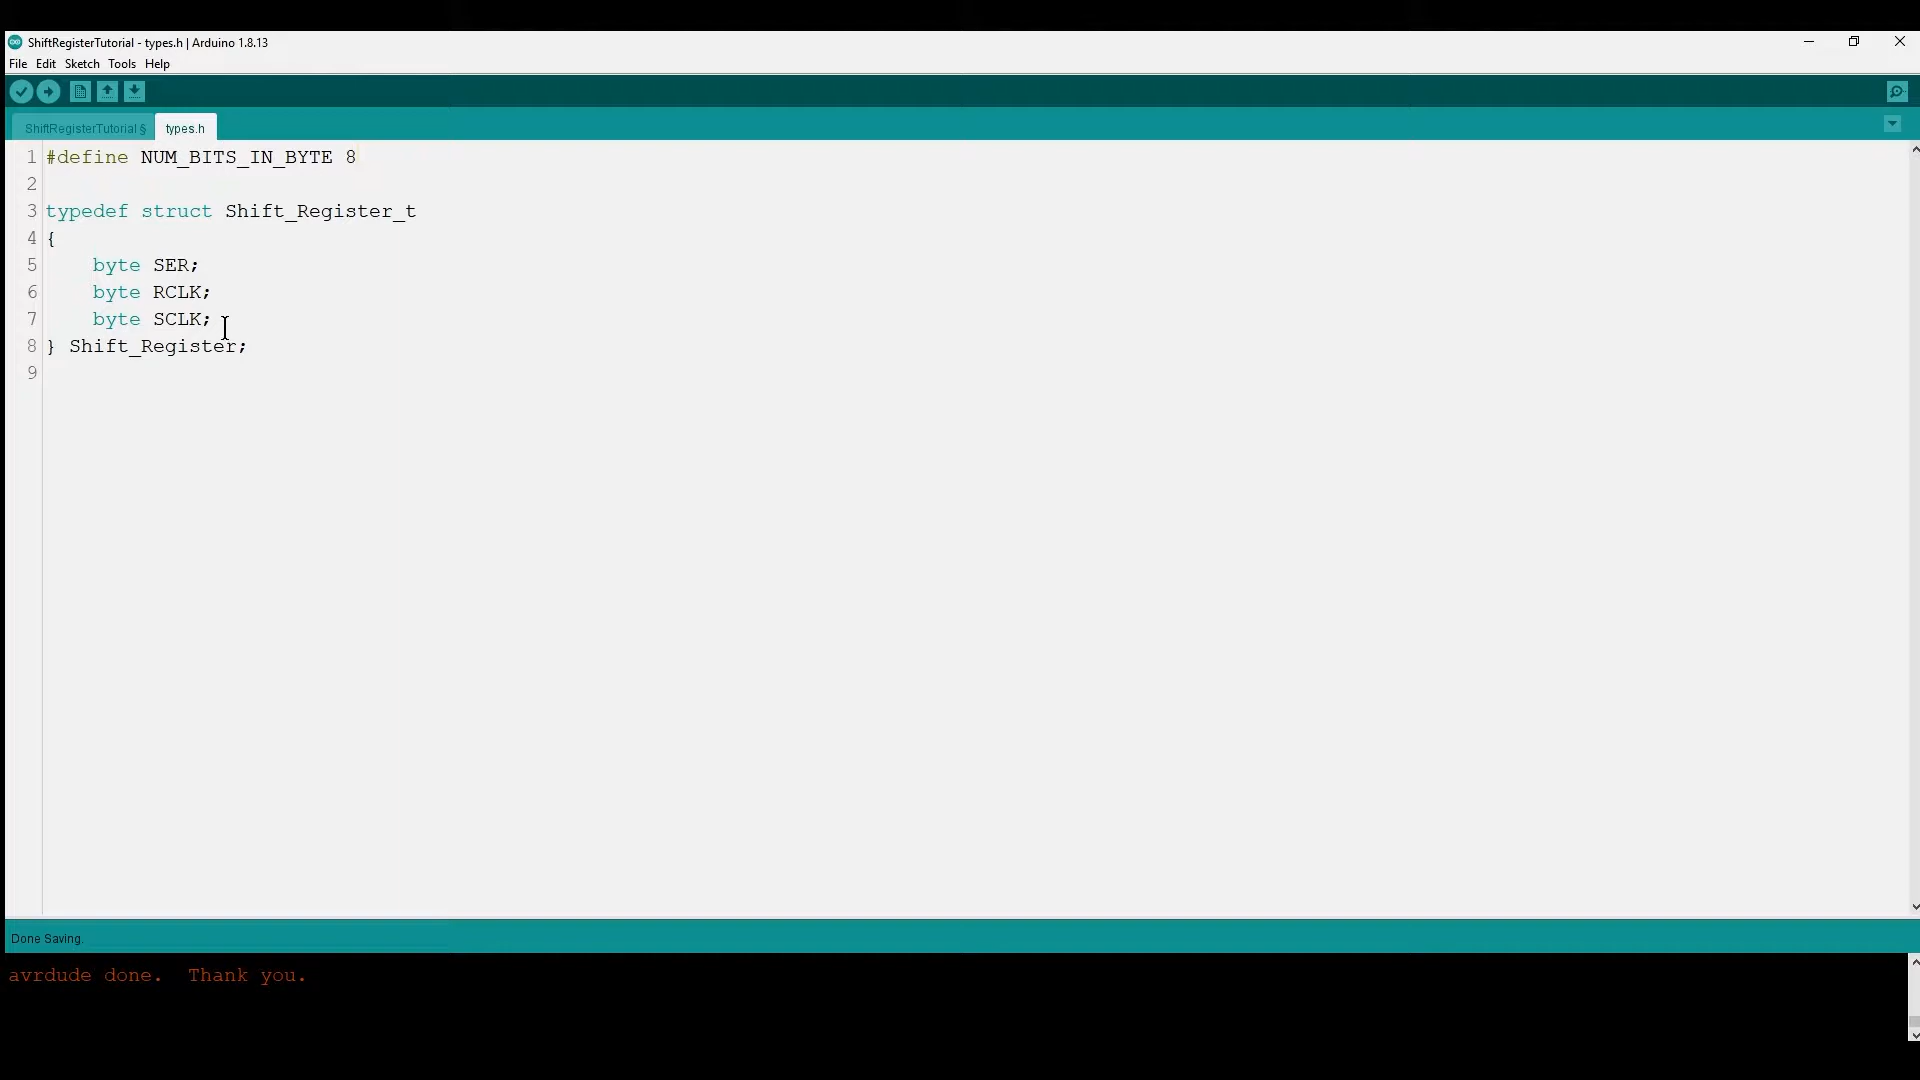 ShiftRegisterTutorial - types.h | Arduino 1.8.13
File Edit Sketch Tools Help
ShiftRegisterTutorial § types.h
1 #define NUM_BITS_IN_BYTE 8
2
3 typedef struct Shift_Register_t
4 {
5 byte SER;
6 byte RCLK;
7 byte SCLK;
8 } Shift_Register;
9
Done Saving.
avrdude done. Thank you.